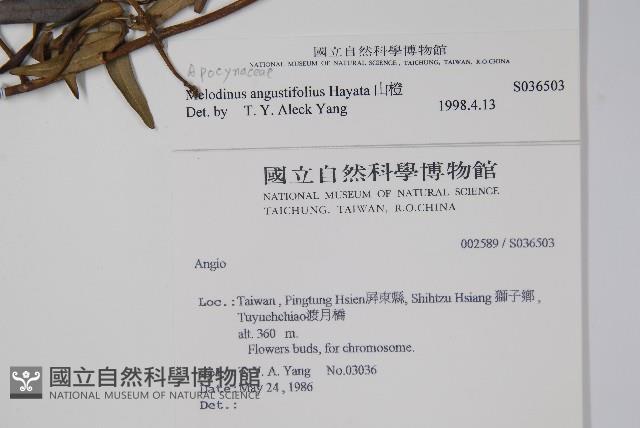 Apocynaceae
國立自然科學博物館
NATIONAL MUSEUM OF NATURAL SCIENCE, TAICHUNG, TAIWAN, R.O.CHINA
Melodinus angustifolius Hayata 山橙 S036503
Det. by T. Y. Aleck Yang 1998.4.13
國立自然科學博物館
NATIONAL MUSEUM OF NATURAL SCIENCE
TAICHUNG, TAIWAN, R.O.CHINA
002589 / S036503
Angio
Loc.:Taiwan, Pingtung Hsien屏東縣, Shihtzu Hsiang 獅子鄉,
Tuyuehchiao渡月橋
alt. 360 m.
Flowers buds, for chromosome.
A. Yang No.03036
Date:May 24, 1986
Det.:
國立自然科學博物館
NATIONAL MUSEUM OF NATURAL SCIENCE